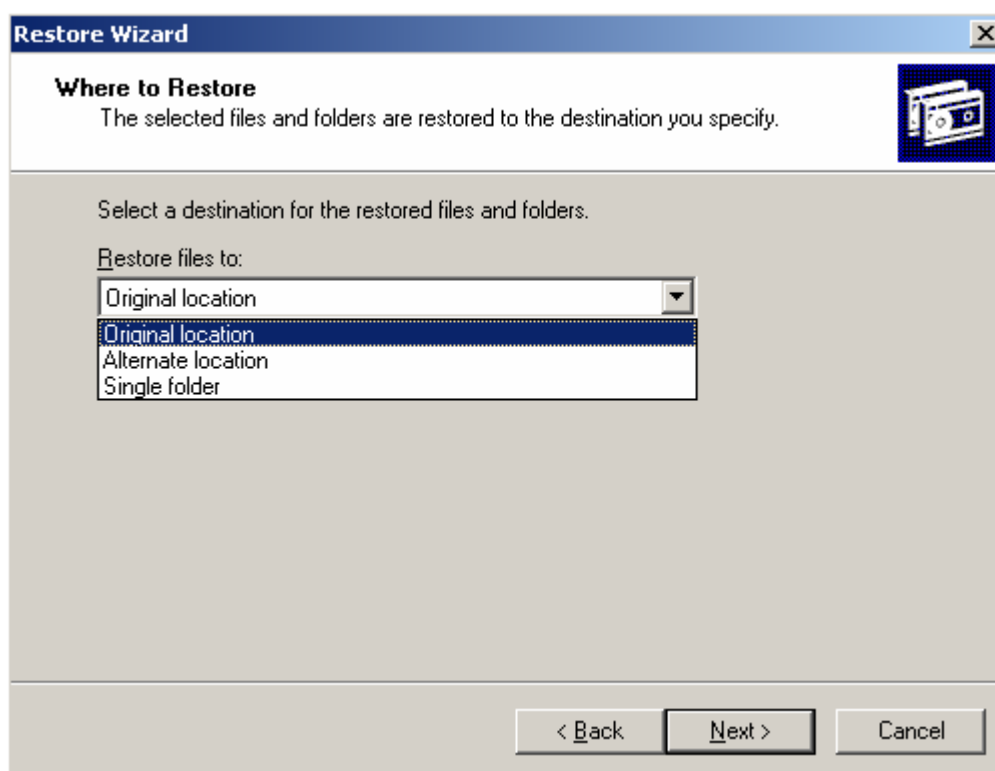 Restore Wizard
Where to Restore
The selected files and folders are restored to the destination you specify.
Select a destination for the restored files and folders.
Restore files to:
Original location
Original location
Alternate location
Single folder
< Back Next > Cancel